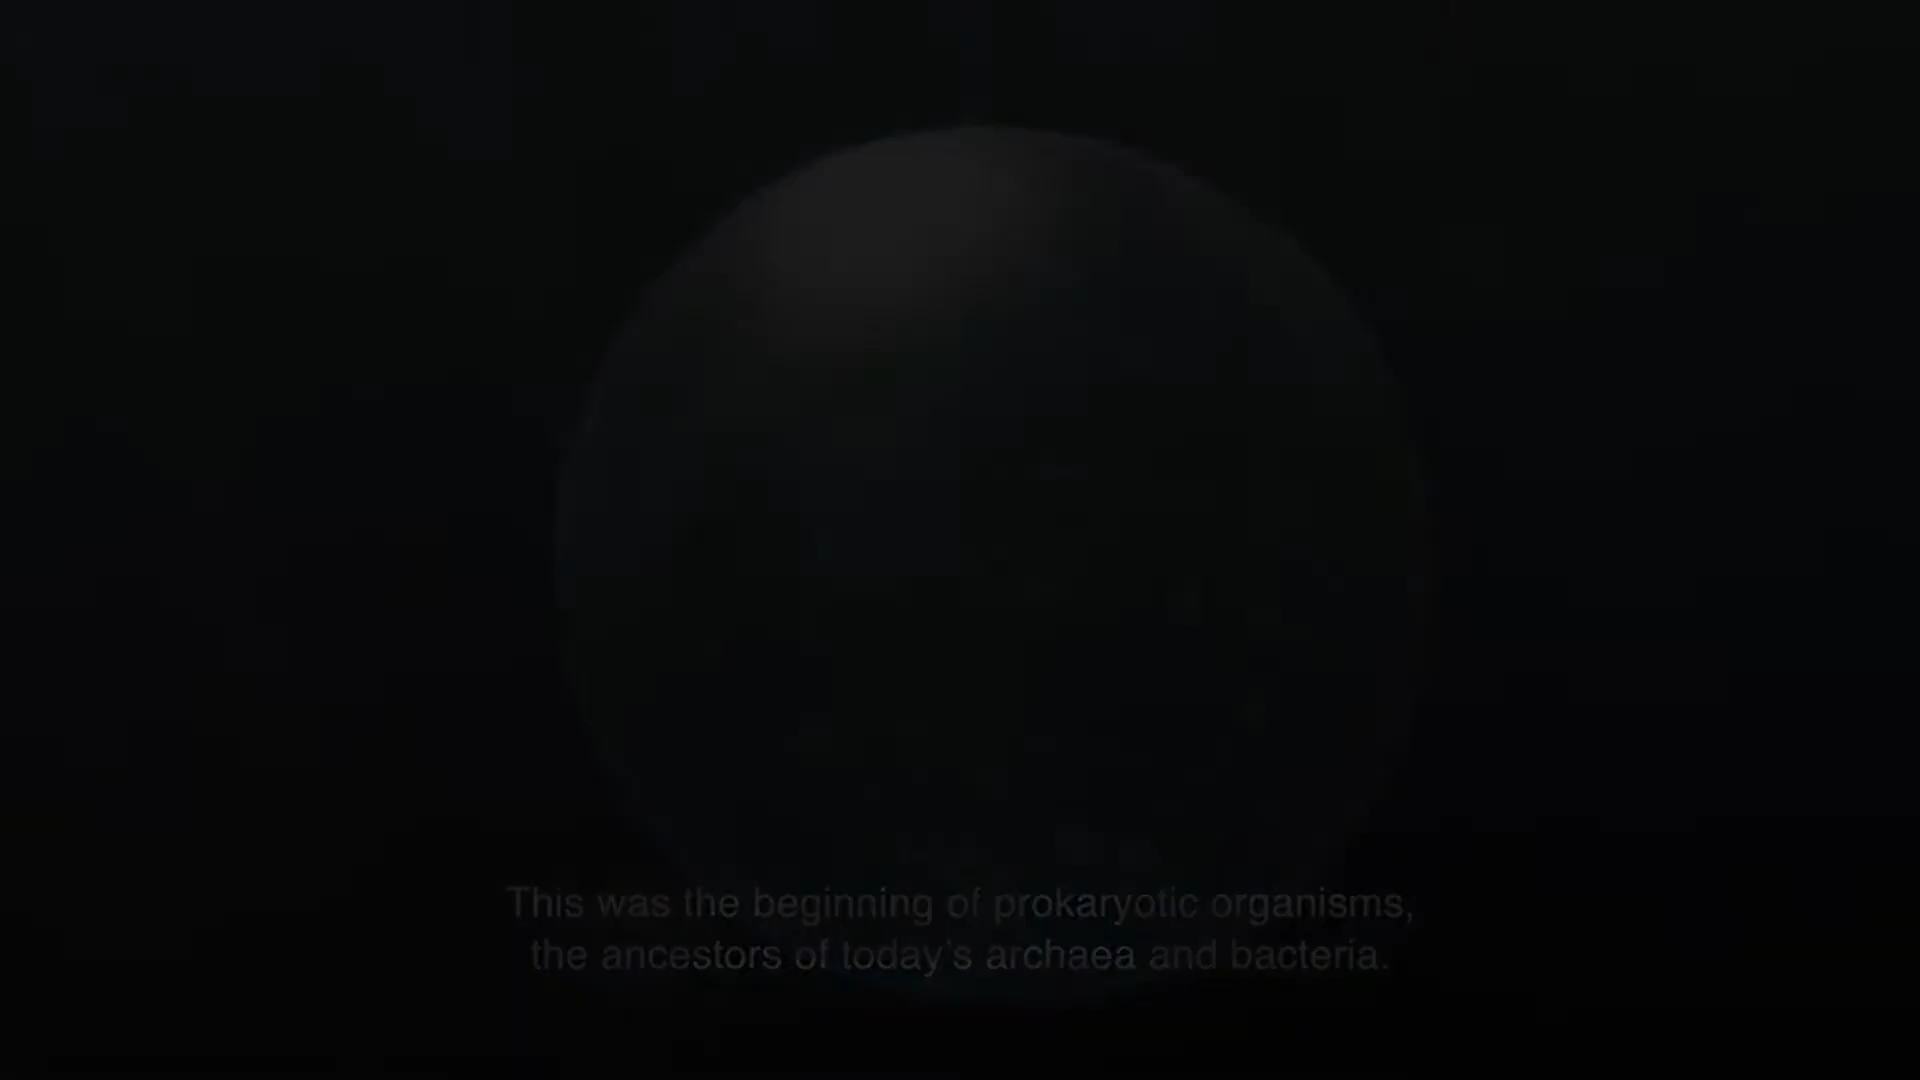 This was the beginning of prokaryotic organisms,
the ancestors of today's archaea and bacteria.